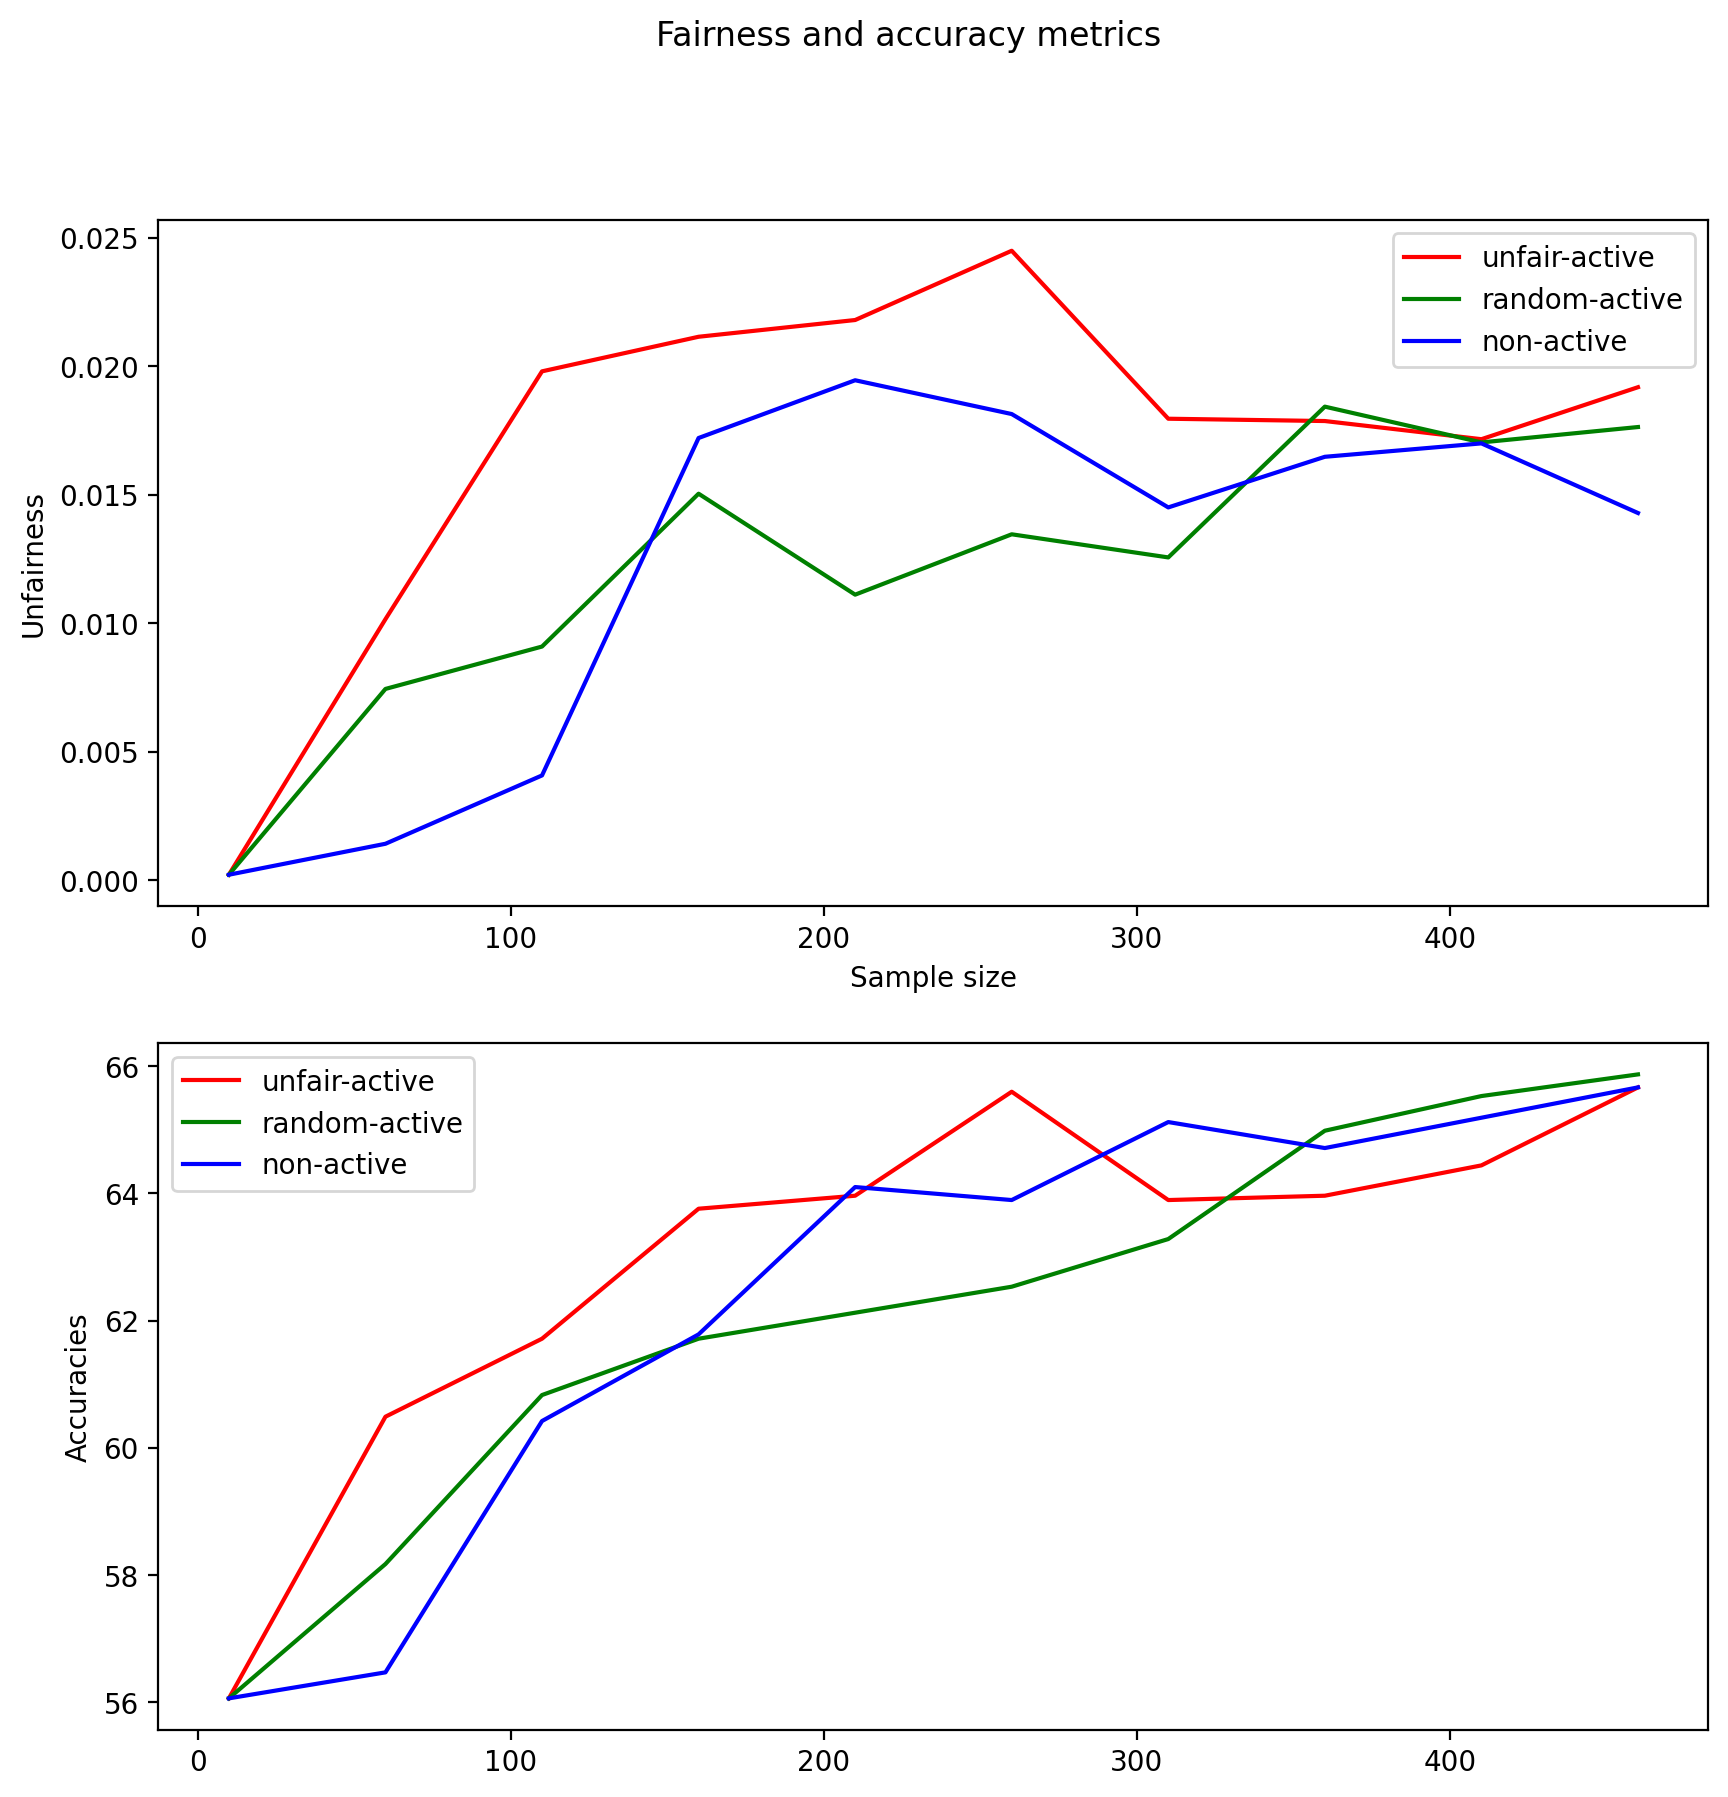 Fairness and accuracy metrics
0.025
0.020
0.015
0.010
0.005
0.000
Unfairness
unfair-active
random-active
non-active
0 100 200 300 400
Sample size
66
64
62
60
58
56
Accuracies
unfair-active
random-active
non-active
0 100 200 300 400